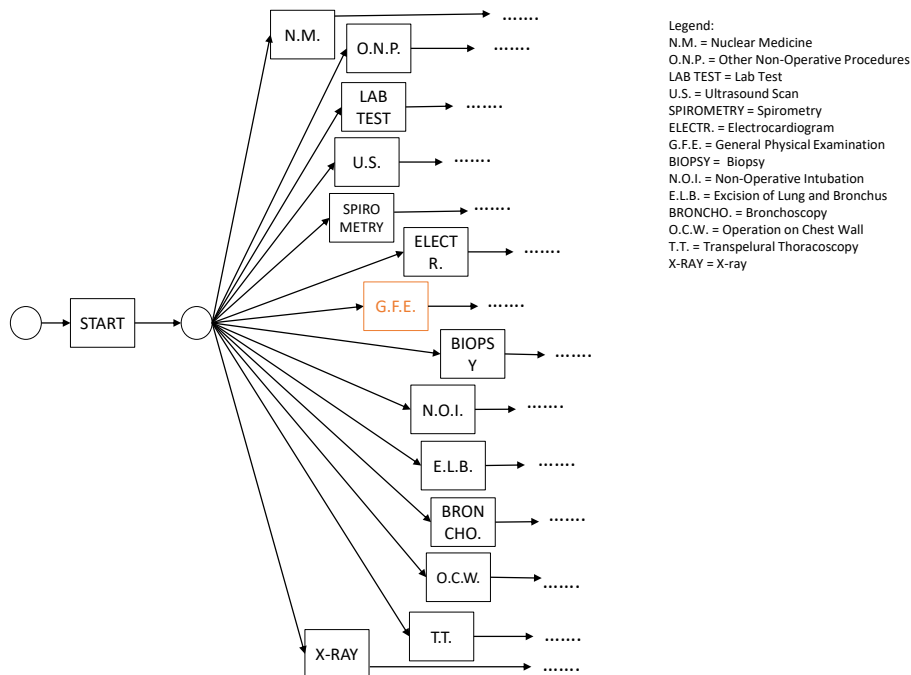 N.M.
.......
O.N.P.
.......
LAB
TEST
.......
U.S.
.......
SPIRO
METRY
.......
ELECT
R.
.......
G.F.E.
.......
START
BIOPS
Y
.......
N.O.I.
.......
E.L.B.
.......
BRON
CHO.
.......
O.C.W.
.......
T.T.
.......
X-RAY
.......
Legend:
N.M. = Nuclear Medicine
O.N.P. = Other Non-Operative Procedures
LAB TEST = Lab Test
U.S. = Ultrasound Scan
SPIROMETRY = Spirometry
ELECTR. = Electrocardiogram
G.F.E. = General Physical Examination
BIOPSY = Biopsy
N.O.I. = Non-Operative Intubation
E.L.B. = Excision of Lung and Bronchus
BRONCHO. = Bronchoscopy
O.C.W. = Operation on Chest Wall
T.T. = Transpelural Thoracoscopy
X-RAY = X-ray